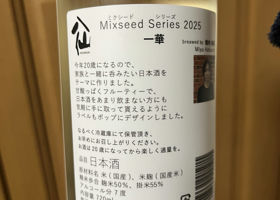 八仙
ミクシード シリーズ
Mixseed Series 2025
一華
今年20歳になるので、
家族と一緒に呑みたい日本酒を
テーマに作りました。
甘酸っぱくフルーティーで、
日本酒をあまり飲まない方にも
気軽に手に取って貰えるように
ラベルもポップにデザインしました。
なるべく冷蔵庫にて保管頂き、
お早めにお召し上がりください。
お酒は20歳になってから楽しく適量を。
品目 日本酒
原材料名/米(国産)、米麹(国産米)
精米歩合 麹米50%、掛米55%
アルコール分7度